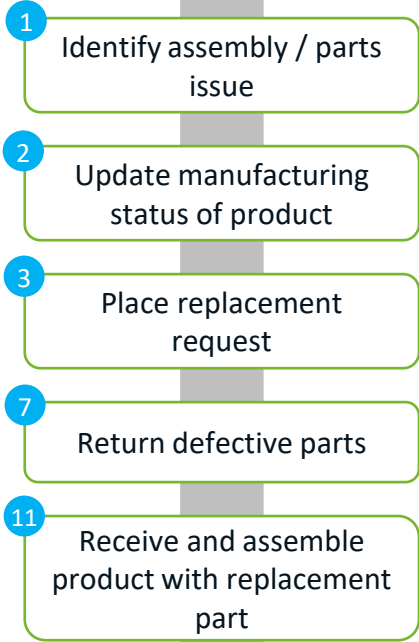 1
Identify assembly / parts
issue
2
Update manufacturing
status of product
3
Place replacement
request
7
Return defective parts
11
Receive and assemble
product with replacement
part